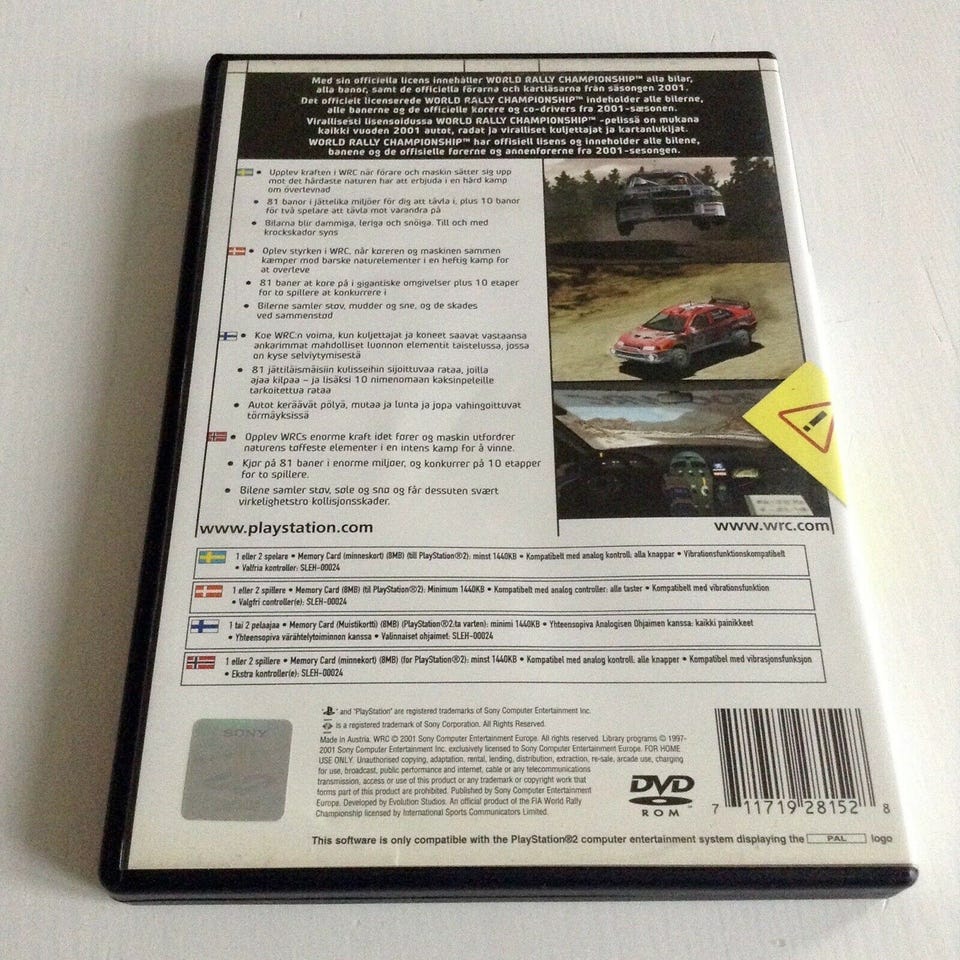 Med sin officiella licens innehåller WORLD RALLY CHAMPIONSHIP™ alla bilar,
alla banor, samt de officiella förarna och kartläsarna från säsongen 2001.
Det officielt licenserede WORLD RALLY CHAMPIONSHIP™ indeholder alle bilerne,
alle banerne og de officielle kørere og co-drivers fra 2001-sæsonen.
Virallisesti lisensoidussa WORLD RALLY CHAMPIONSHIP™ -pelissä on mukana
kaikki vuoden 2001 autot, radat ja viralliset kuljettajat ja kartanlukijat.
WORLD RALLY CHAMPIONSHIP™ har offisiell lisens og inneholder alle bilene,
banene og de offisielle førerne og annenførerne fra 2001-sesongen.
• Upplev kraften i WRC när förare och maskin sätter sig upp
mot det hårdaste naturen har att erbjuda i en hård kamp
om överlevnad
• 81 banor i jättelika miljöer för dig att tävla i, plus 10 banor
för två spelare att tävla mot varandra på
• Bilarna blir dammiga, leriga och snöiga. Till och med
krockskador syns
• Oplev styrken i WRC, når køreren og maskinen sammen
kæmper mod barske naturelementer i en heftig kamp for
at overleve
• 81 baner at køre på i gigantiske omgivelser plus 10 etaper
for to spillere at konkurrere i
• Bilerne samler støv, mudder og sne, og de skades
ved sammenstød
• Koe WRC:n voima, kun kuljettajat ja koneet saavat vastaansa
ankarimmat mahdolliset luonnon elementit taistelussa, jossa
on kyse selviytymisestä
• 81 jättiläismäisiin kulisseihin sijoittuvaa rataa, joilla
ajaa kilpaa – ja lisäksi 10 nimenomaan kaksinpeleille
tarkoitettua rataa
• Autot keräävät pölyä, mutaa ja lunta ja jopa vahingoittuvat
törmäyksissä
• Opplev WRCs enorme kraft idet fører og maskin utfordrer
naturens tøffeste elementer i en intens kamp for å vinne.
• Kjør på 81 baner i enorme miljøer, og konkurrer på 10 etapper
for to spillere.
• Bilene samler støv, søle og snø og får dessuten svært
virkelighetstro kollisjonsskader.
www.playstation.com
www.wrc.com
1 eller 2 spelare • Memory Card (minneskort) (8MB) (till PlayStation®2): minst 1440KB • Kompatibelt med analog kontroll: alla knappar • Vibrationsfunktionskompatibelt
• Valfria kontroller: SLEH-00024
1 eller 2 spillere • Memory Card (8MB) (til PlayStation®2): Minimum 1440KB • Kompatibelt med analog controller: alle taster • Kompatibelt med vibrationsfunktion
• Valgfri controller(e): SLEH-00024
1 tai 2 pelaajaa • Memory Card (Muistikortti) (8MB) (PlayStation®2:ta varten): minimi 1440KB • Yhteensopiva Analogisen Ohjaimen kanssa: kaikki painikkeet
• Yhteensopiva värähtelytoiminnon kanssa • Valinnaiset ohjaimet: SLEH-00024
1 eller 2 spillere • Memory Card (minnekort) (8MB) (for PlayStation®2): minst 1440KB • Kompatibel med analog kontroll: alle knapper • Kompatibel med vibrasjonsfunksjon
• Ekstra kontroller(e): SLEH-00024
SONY
" " and "PlayStation" are registered trademarks of Sony Computer Entertainment Inc.
" " is a registered trademark of Sony Corporation. All Rights Reserved.
Made in Austria. WRC © 2001 Sony Computer Entertainment Europe. All rights reserved. Library programs © 1997-
2001 Sony Computer Entertainment Inc. exclusively licensed to Sony Computer Entertainment Europe. FOR HOME
USE ONLY. Unauthorised copying, adaptation, rental, lending, distribution, extraction, re-sale, arcade use, charging
for use, broadcast, public performance and internet, cable or any telecommunications
transmission, access or use of this product or any trademark or copyright work that
forms part of this product are prohibited. Published by Sony Computer Entertainment
Europe. Developed by Evolution Studios. An official product of the FIA World Rally
Championship licensed by International Sports Communicators Limited.
DVD
ROM
7 11719 28152 8
This software is only compatible with the PlayStation®2 computer entertainment system displaying the PAL logo